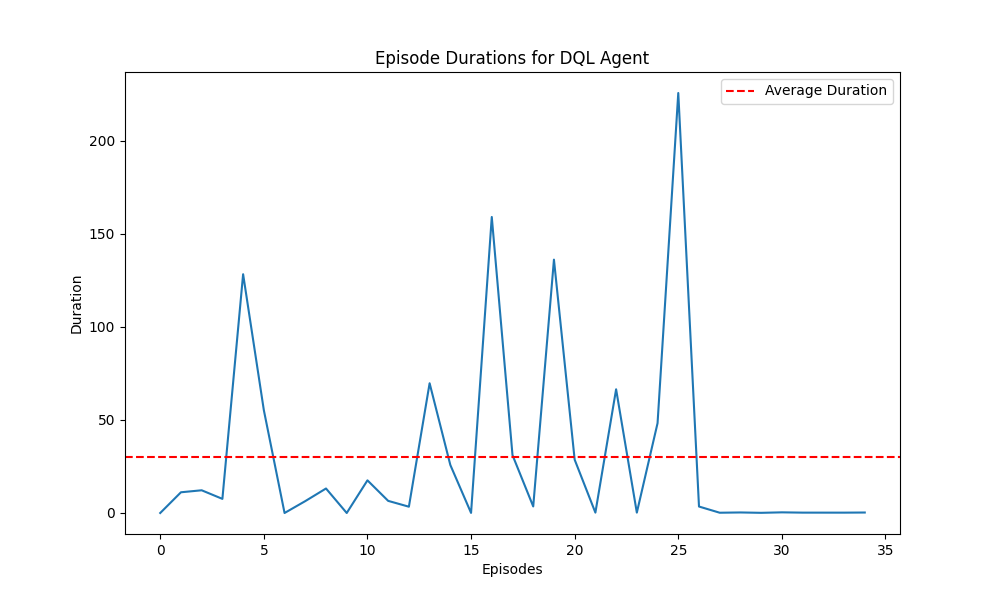 Episode Durations for DQL Agent
Average Duration
Duration
200
150
100
50
0
0 5 10 15 20 25 30 35
Episodes